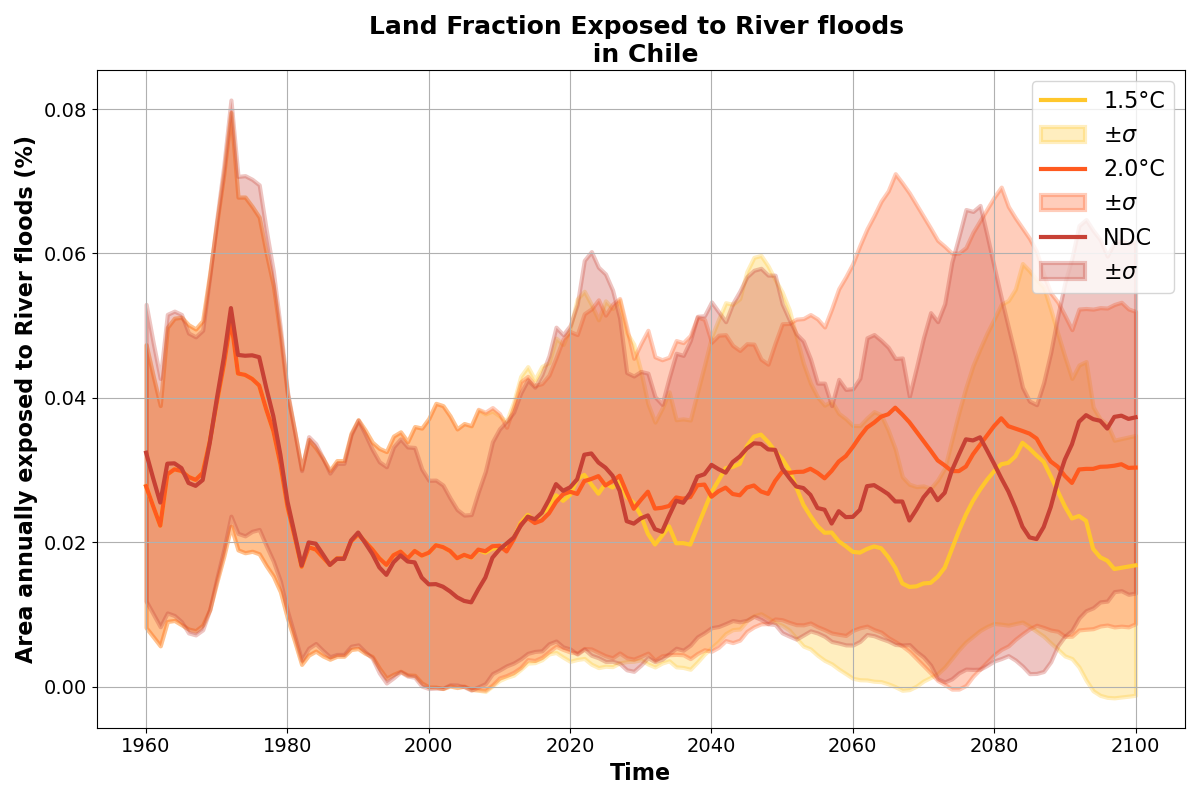 Land Fraction Exposed to River floods
in Chile
Area annually exposed to River floods (%)
0.08
0.06
0.04
0.02
0.00
1.5°C
±σ
2.0°C
±σ
NDC
±σ
1960
1980
2000
2020
2040
2060
2080
2100
Time